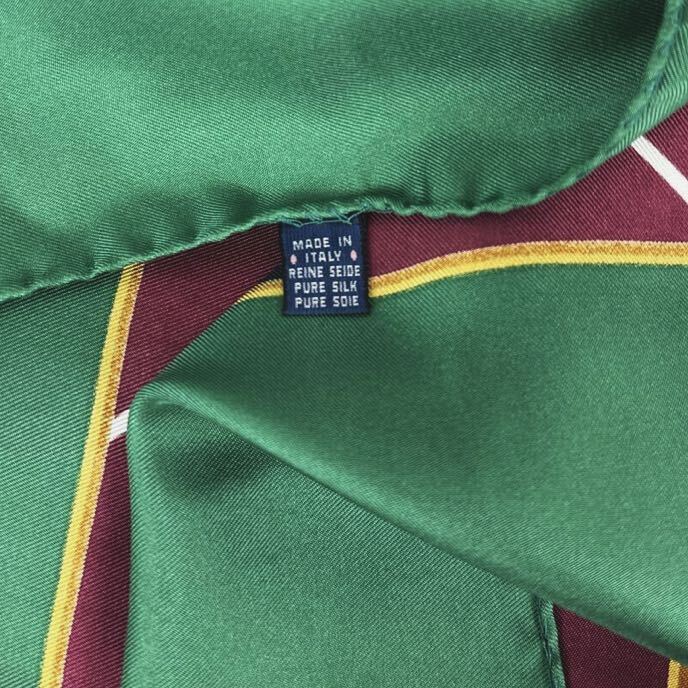 MADE IN
ITALY
REINE SEIDE
PURE SILK
PURE SOIE